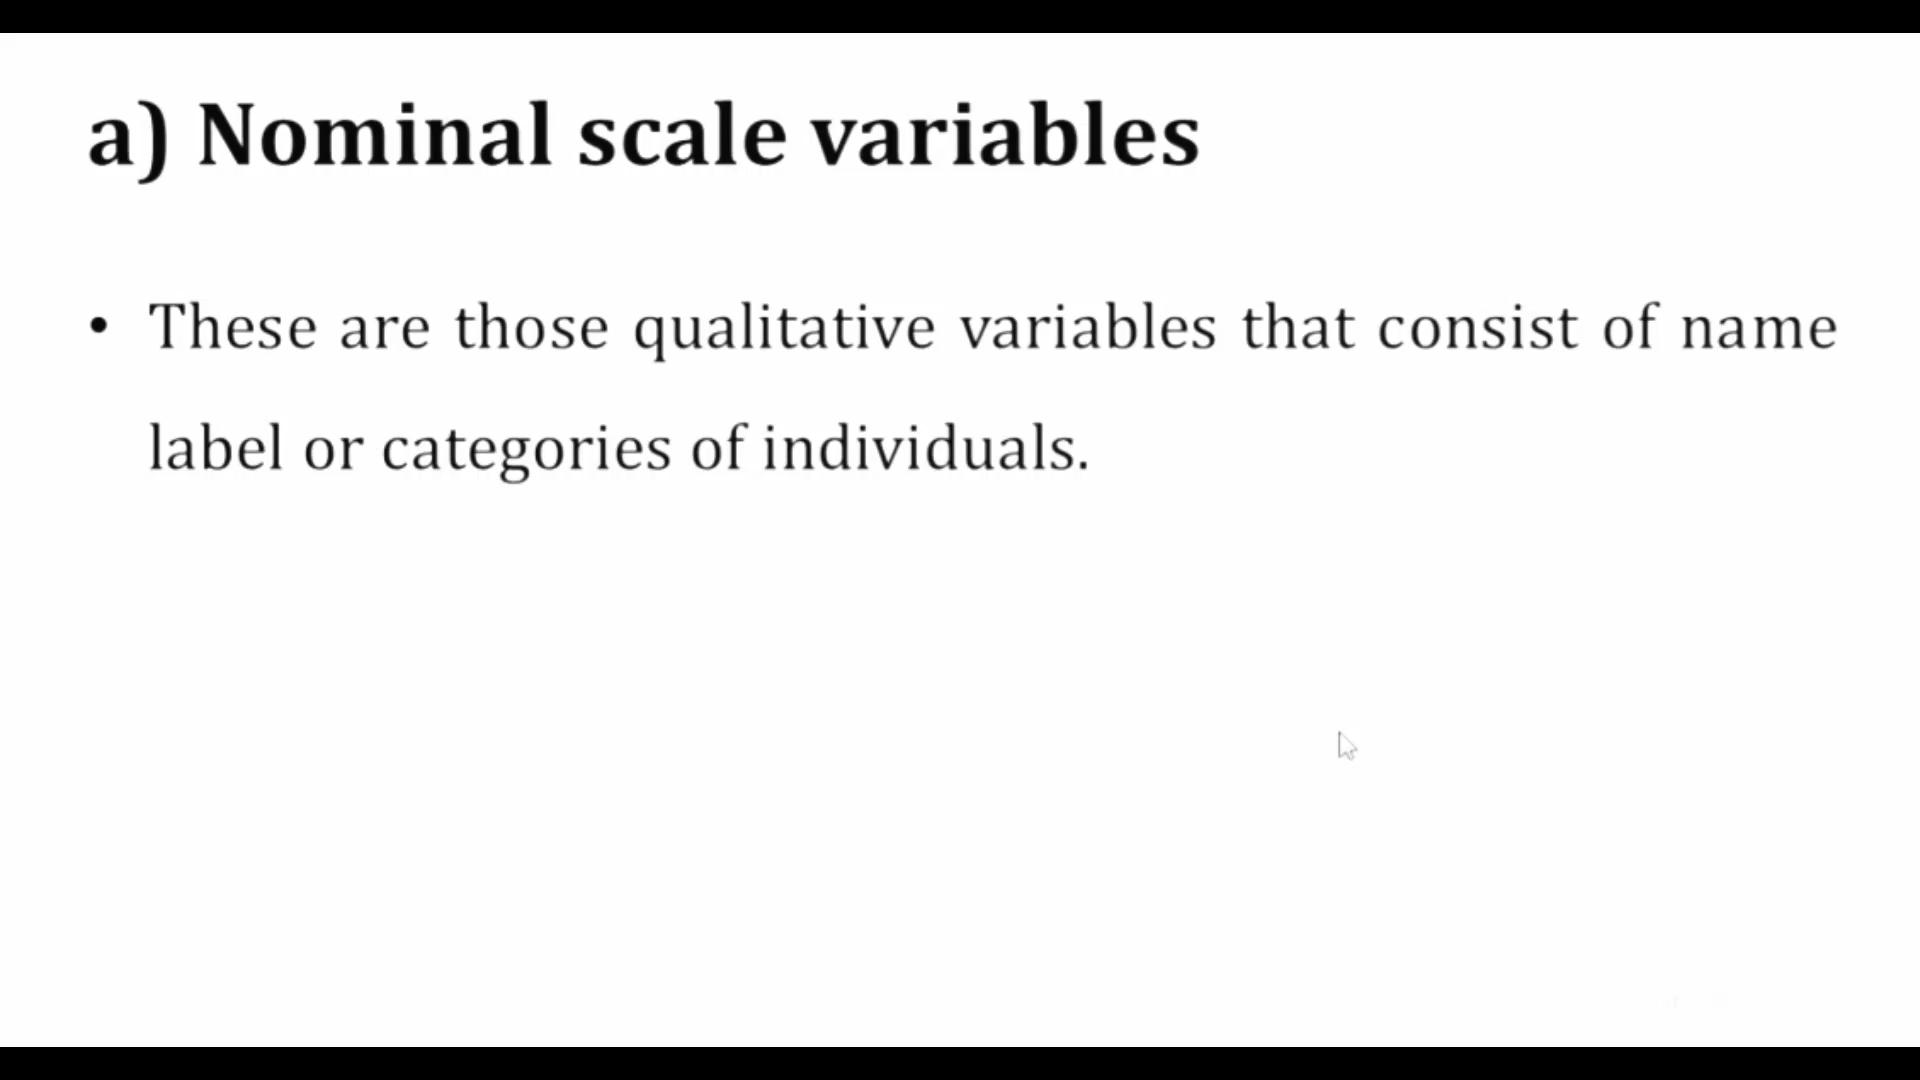 a) Nominal scale variables
• These are those qualitative variables that consist of name
label or categories of individuals.